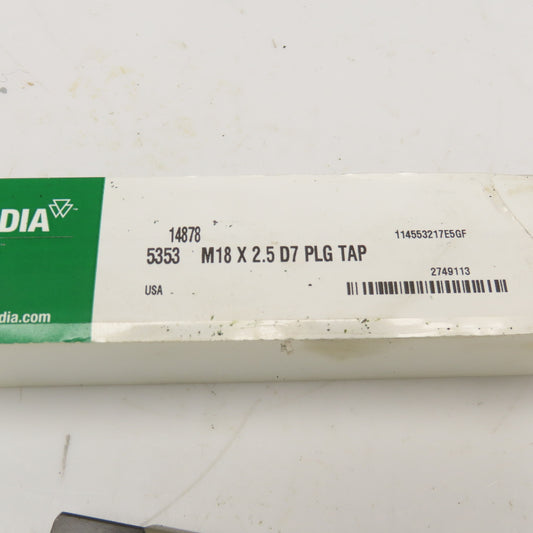 DIA
dia.com
14878
114553217E5GF
5353 M18 X 2.5 D7 PLG TAP
2749113
USA